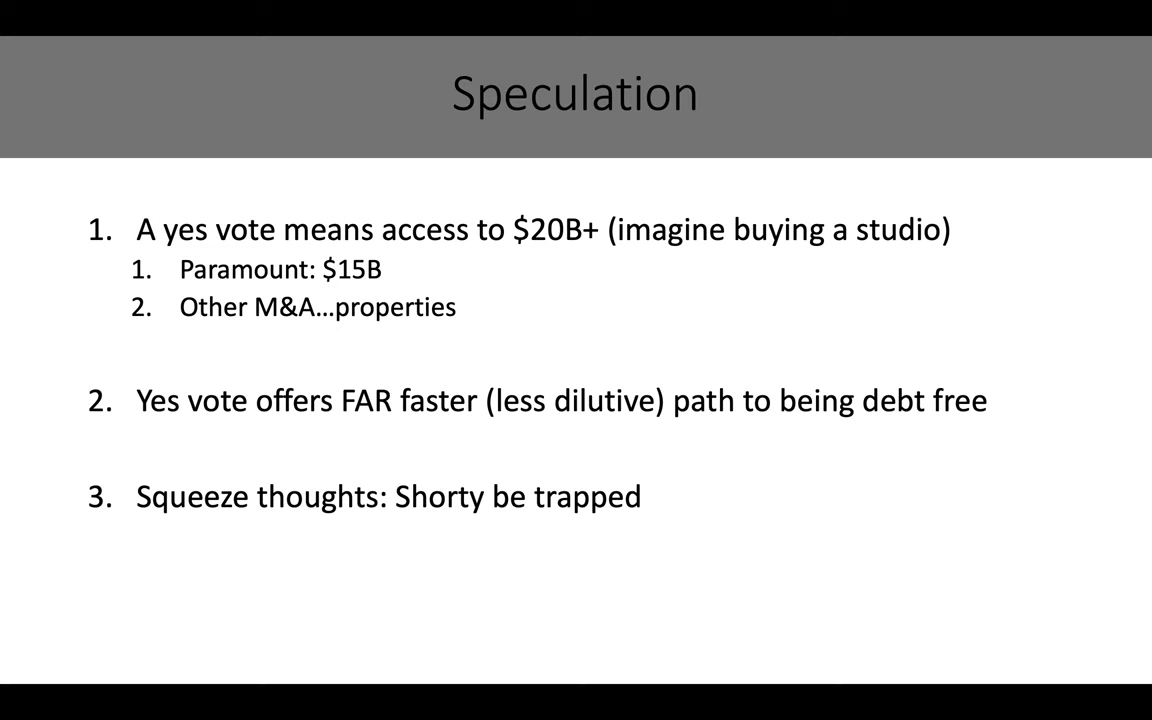 Speculation
1. A yes vote means access to $20B+ (imagine buying a studio)
1. Paramount: $15B
2. Other M&A...properties
2. Yes vote offers FAR faster (less dilutive) path to being debt free
3. Squeeze thoughts: Shorty be trapped